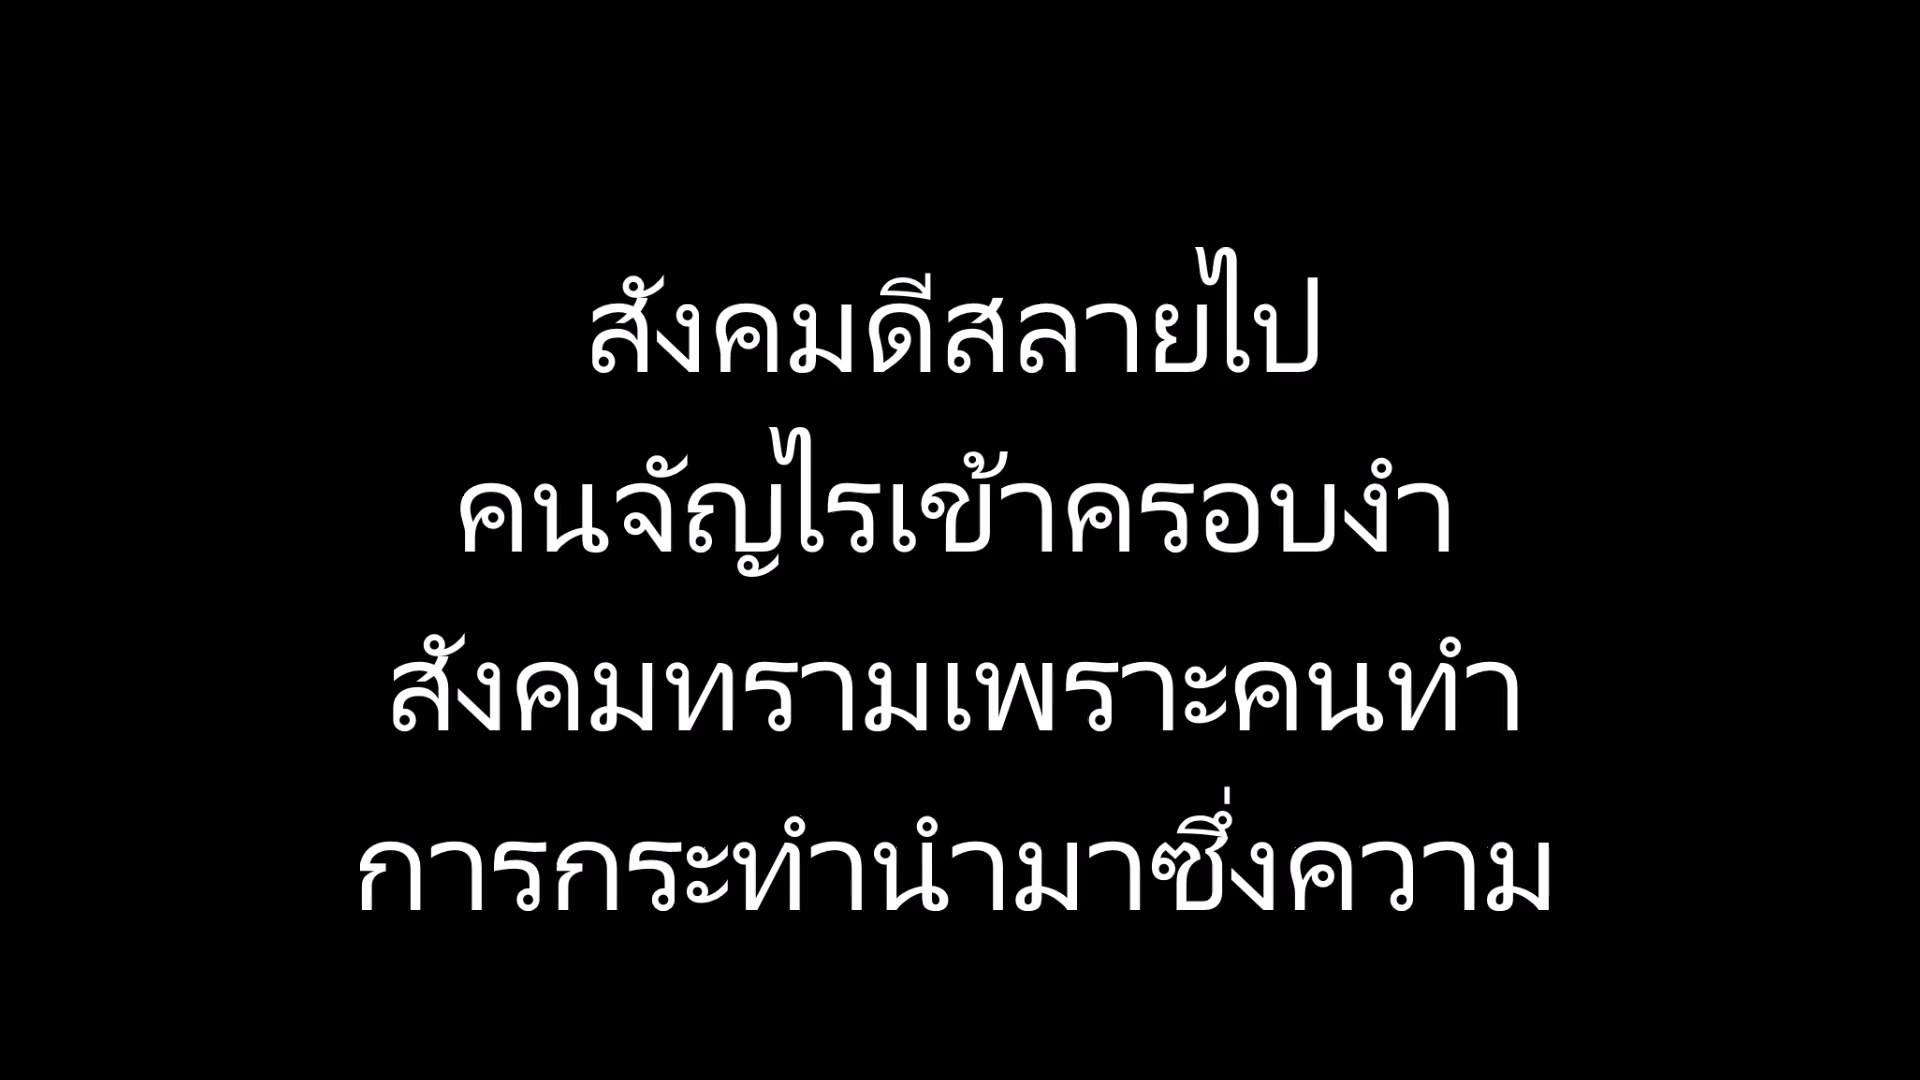 สังคมดีสลายไป
คนจัญไรเข้าครอบงำ
สังคมทรามเพราะคนทำ
การกระทำนำมาซึ่งความ